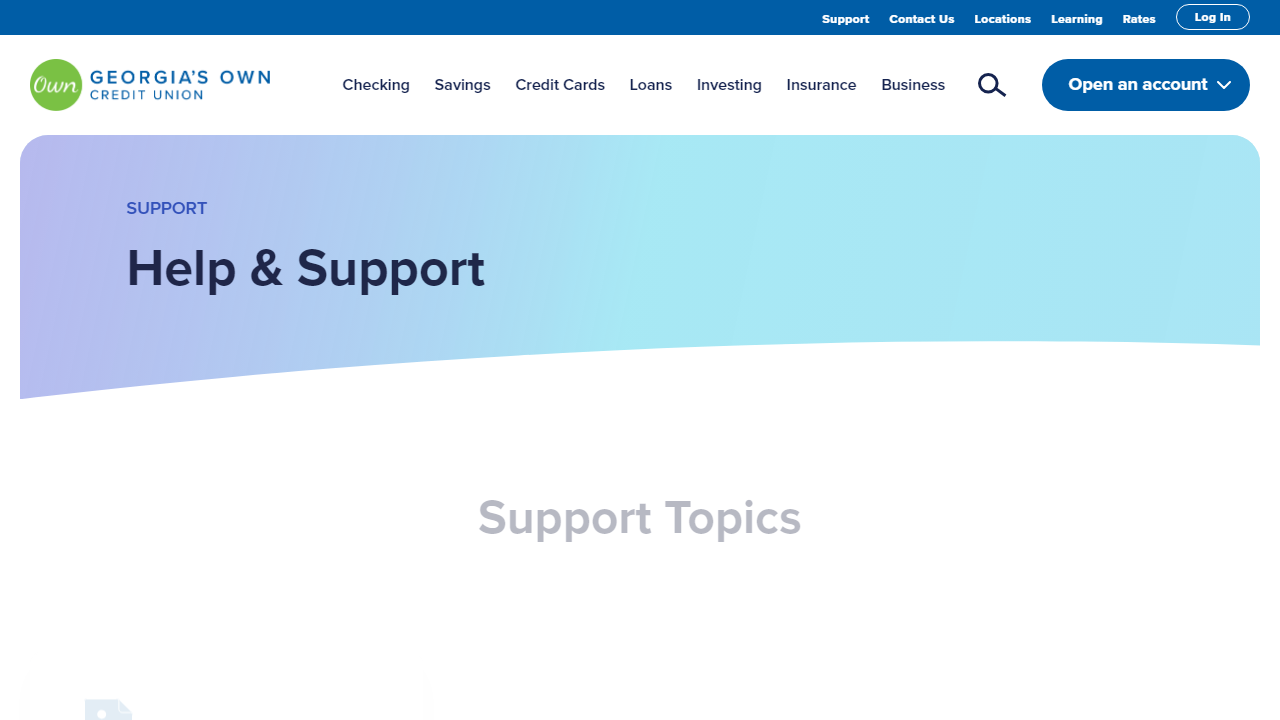 Support Contact Us Locations Learning Rates Log In
Own GEORGIA'S OWN
CREDIT UNION
Checking Savings Credit Cards Loans Investing Insurance Business Open an account
SUPPORT
Help & Support
Support Topics